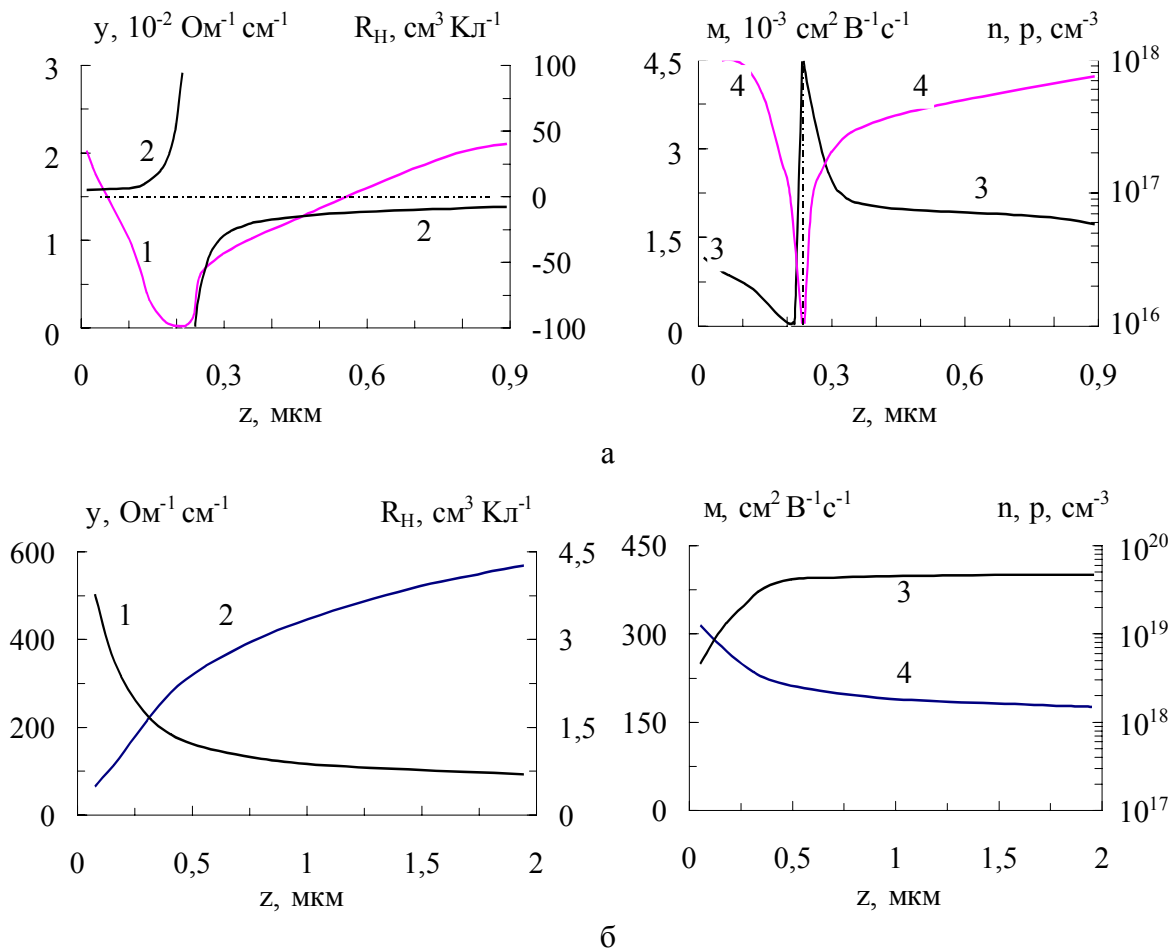 у, 10⁻² Ом⁻¹ см⁻¹ R_H, см³ Кл⁻¹
3 2 1 0
100 50 0 -50 -100
2 1 2
0 0,3 0,6 0,9
z, мкм
м, 10⁻³ см² В⁻¹с⁻¹ n, p, см⁻³
4,5 3 1,5 0
10¹⁸ 10¹⁷ 10¹⁶
4 4 3 3
0 0,3 0,6 0,9
z, мкм
а
у, Ом⁻¹ см⁻¹ R_H, см³ Кл⁻¹
600 400 200 0
4,5 3 1,5 0
1 2
0 0,5 1 1,5 2
z, мкм
м, см² В⁻¹с⁻¹ n, p, см⁻³
450 300 150 0
10²⁰ 10¹⁹ 10¹⁸ 10¹⁷
3 4
0 0,5 1 1,5 2
z, мкм
б